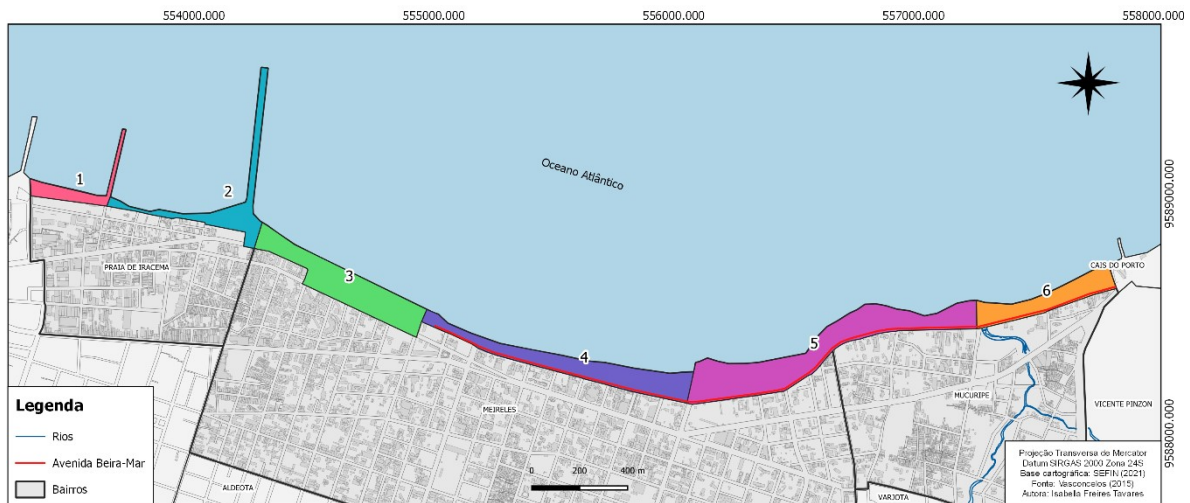 554000.000
555000.000
556000.000
557000.000
558000.000
9589000.000
9588000.000
Oceano Atlântico
1
2
3
4
5
6
PRAIA DE IRACEMA
CAIS DO PORTO
MEIRELES
MUCURIPE
VICENTE PINZON
ALDEOTA
VARJOTA
Legenda
Rios
Avenida Beira-Mar
Bairros
0 200 400 m
Projeção Transversa de Mercator
Datum SIRGAS 2000 Zona 24S
Base cartográfica: SEFIN (2021)
Fonte: Vasconcelos (2015)
Autora: Isabella Freires Tavares